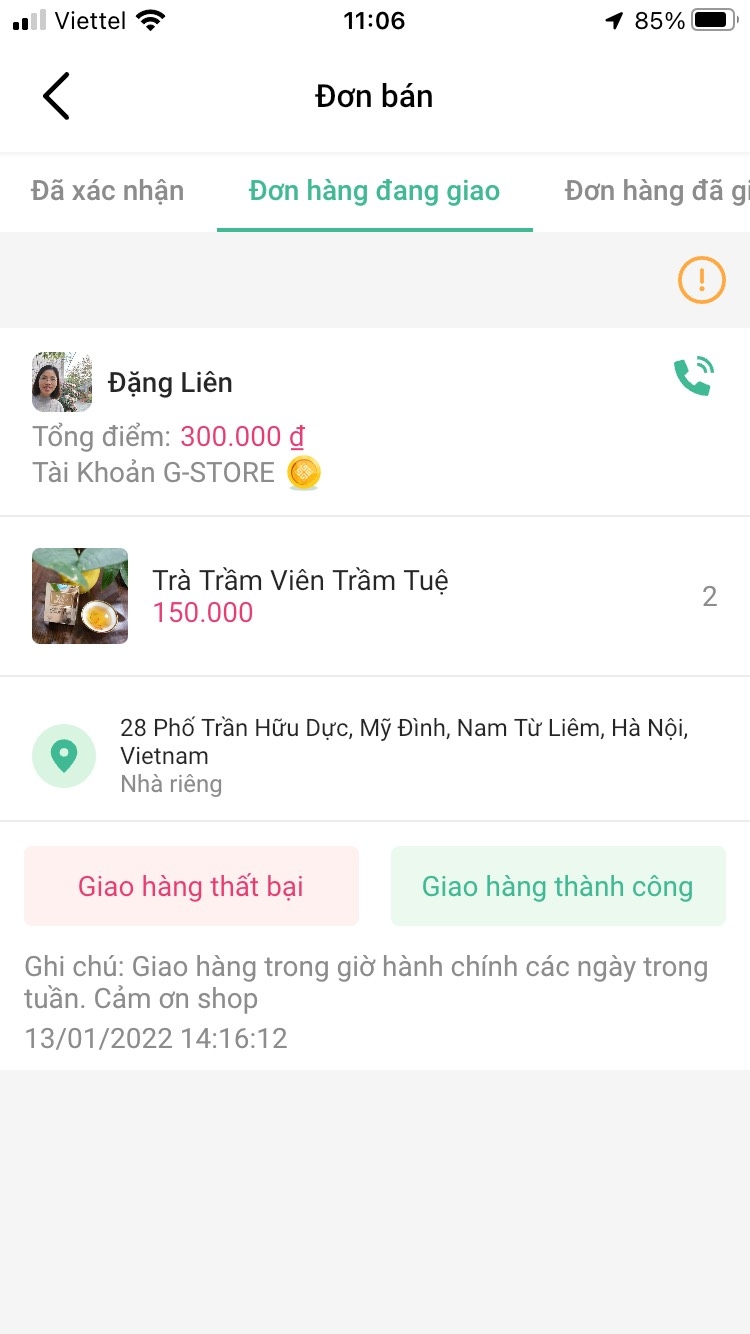 Viettel 11:06 85%
Đơn bán
Đã xác nhận Đơn hàng đang giao Đơn hàng đã gi
Đặng Liên
Tổng điểm: 300.000 ₫
Tài Khoản G-STORE
Trà Trầm Viên Trầm Tuệ
150.000
2
28 Phố Trần Hữu Dực, Mỹ Đình, Nam Từ Liêm, Hà Nội,
Vietnam
Nhà riêng
Giao hàng thất bại Giao hàng thành công
Ghi chú: Giao hàng trong giờ hành chính các ngày trong
tuần. Cảm ơn shop
13/01/2022 14:16:12